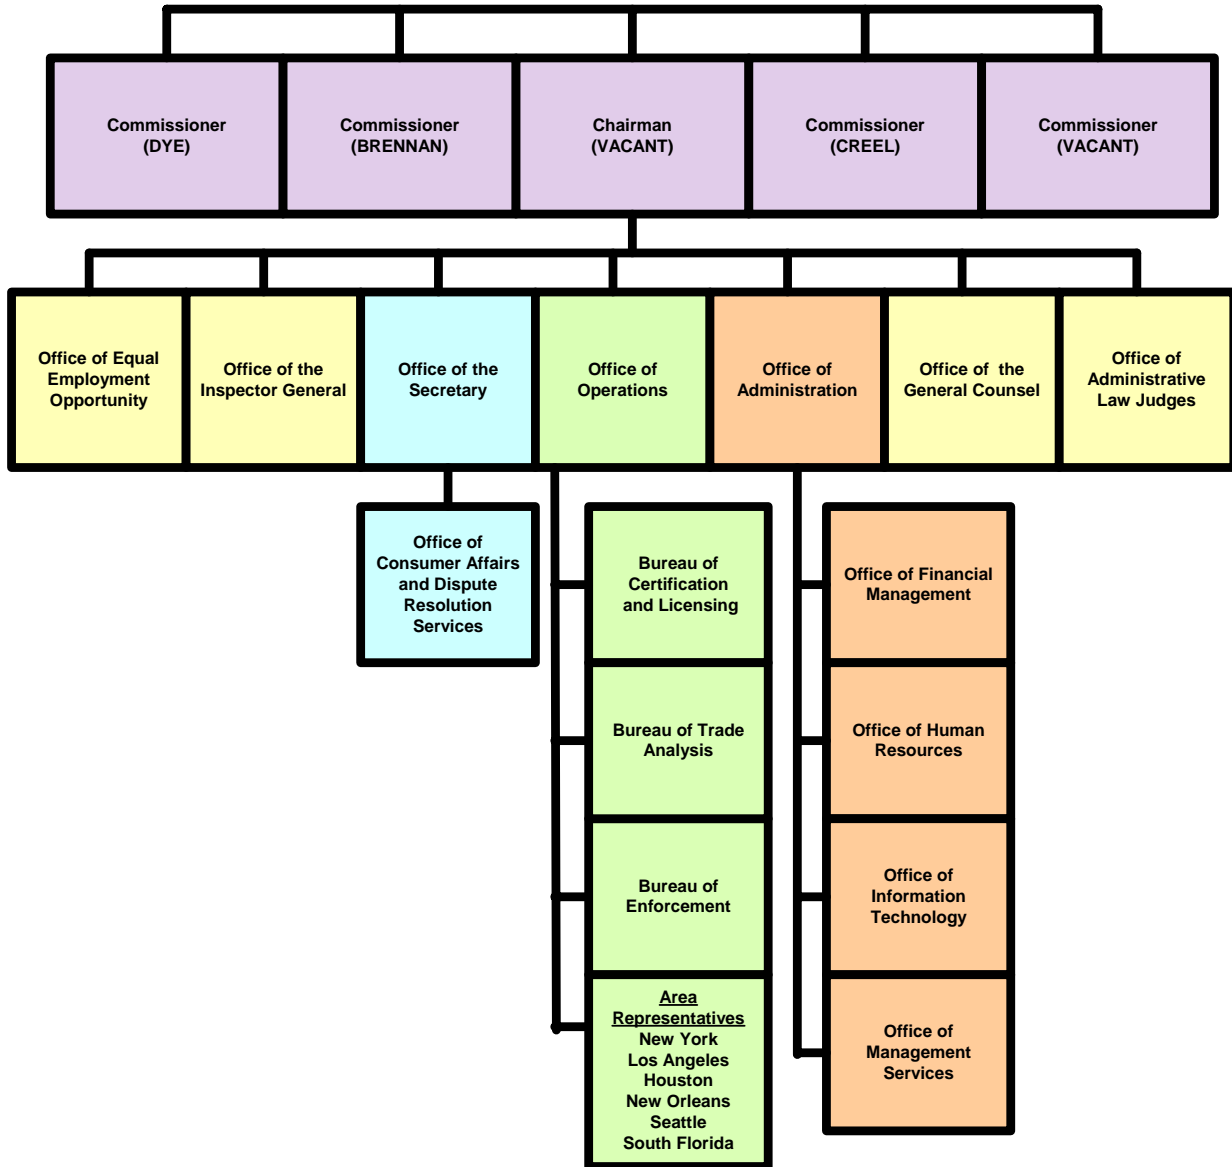 Commissioner
(DYE)
Commissioner
(BRENNAN)
Chairman
(VACANT)
Commissioner
(CREEL)
Commissioner
(VACANT)
Office of Equal
Employment
Opportunity
Office of the
Inspector General
Office of the
Secretary
Office of
Operations
Office of
Administration
Office of the
General Counsel
Office of
Administrative
Law Judges
Office of
Consumer Affairs
and Dispute
Resolution
Services
Bureau of
Certification
and Licensing
Bureau of Trade
Analysis
Bureau of
Enforcement
Area
Representatives
New York
Los Angeles
Houston
New Orleans
Seattle
South Florida
Office of Financial
Management
Office of Human
Resources
Office of
Information
Technology
Office of
Management
Services